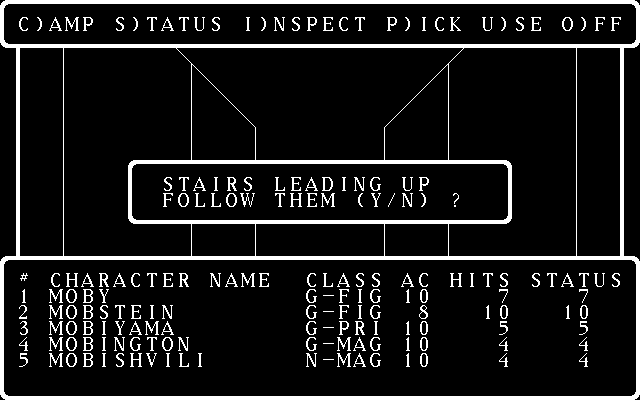 C)AMP S)TATUS I)NSPECT P)ICK U)SE O)FF
STAIRS LEADING UP
FOLLOW THEM (Y/N) ?
# CHARACTER NAME CLASS AC HITS STATUS
1 MOBY G-FIG 10 7 7
2 MOBSTEIN G-FIG 8 10 10
3 MOBIYAMA G-PRI 10 5 5
4 MOBINGTON G-MAG 10 4 4
5 MOBISHVILI N-MAG 10 4 4